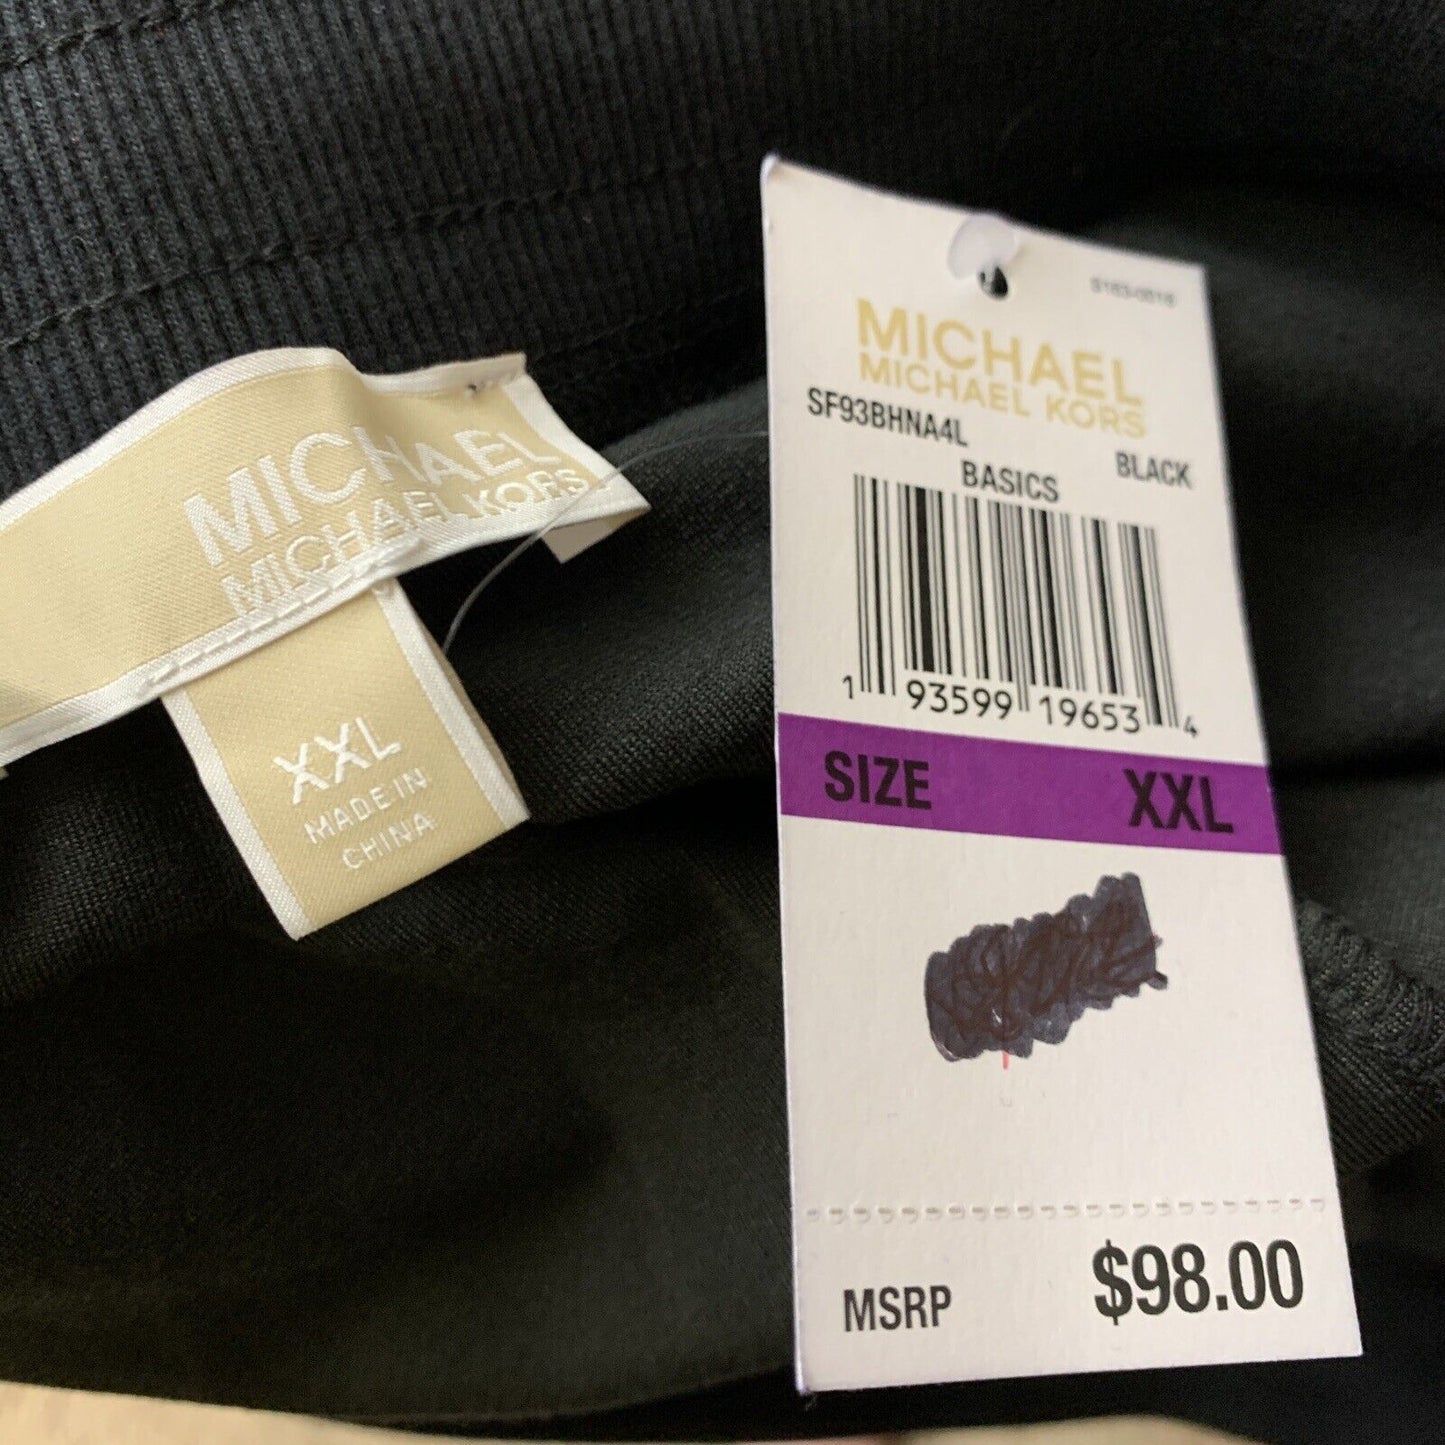 MICHAEL
MICHAEL KORS
XXL
MADE IN
CHINA
MICHAEL
MICHAEL KORS
SF93BHNA4L
BASICS BLACK
1 93599 19653 4
SIZE XXL
MSRP $98.00